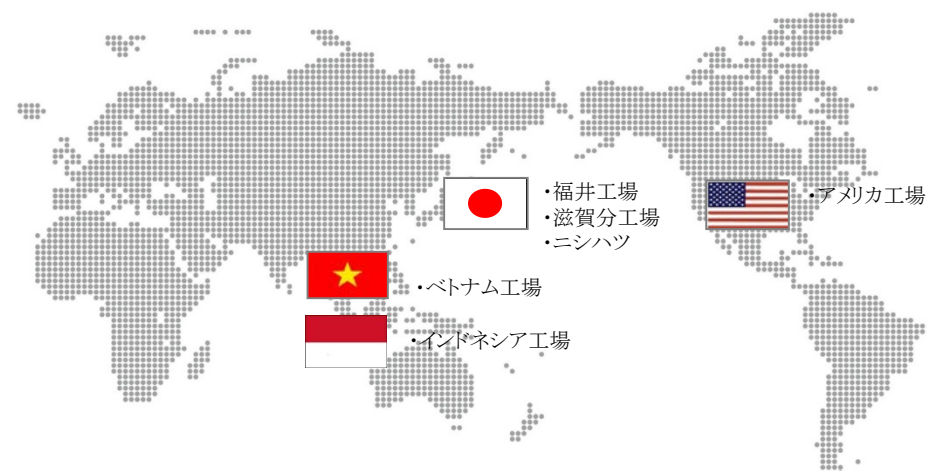 ・福井工場
・滋賀分工場
・ニシハツ
・アメリカ工場
・ベトナム工場
・インドネシア工場